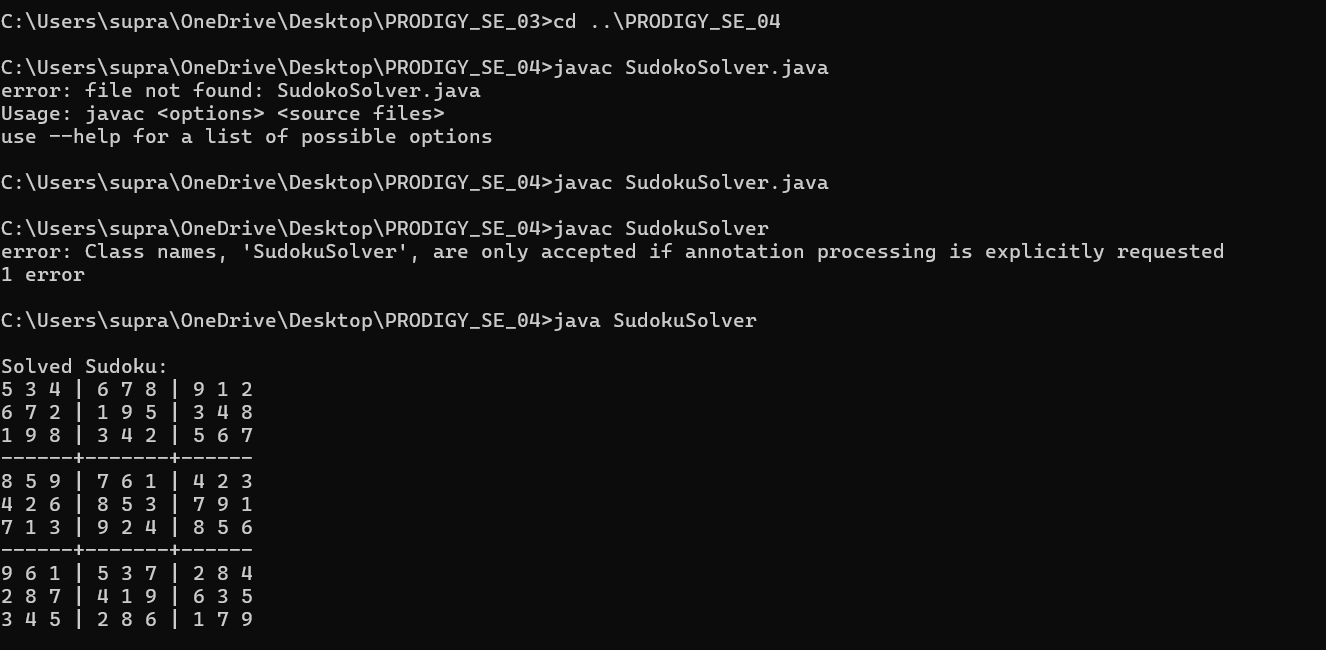 C:\Users\supra\OneDrive\Desktop\PRODIGY_SE_03>cd ..\PRODIGY_SE_04
C:\Users\supra\OneDrive\Desktop\PRODIGY_SE_04>javac SudokoSolver.java
error: file not found: SudokoSolver.java
Usage: javac <options> <source files>
use --help for a list of possible options
C:\Users\supra\OneDrive\Desktop\PRODIGY_SE_04>javac SudokuSolver.java
C:\Users\supra\OneDrive\Desktop\PRODIGY_SE_04>javac SudokuSolver
error: Class names, 'SudokuSolver', are only accepted if annotation processing is explicitly requested
1 error
C:\Users\supra\OneDrive\Desktop\PRODIGY_SE_04>java SudokuSolver
Solved Sudoku:
5 3 4 | 6 7 8 | 9 1 2
6 7 2 | 1 9 5 | 3 4 8
1 9 8 | 3 4 2 | 5 6 7
------+-------+------
8 5 9 | 7 6 1 | 4 2 3
4 2 6 | 8 5 3 | 7 9 1
7 1 3 | 9 2 4 | 8 5 6
------+-------+------
9 6 1 | 5 3 7 | 2 8 4
2 8 7 | 4 1 9 | 6 3 5
3 4 5 | 2 8 6 | 1 7 9